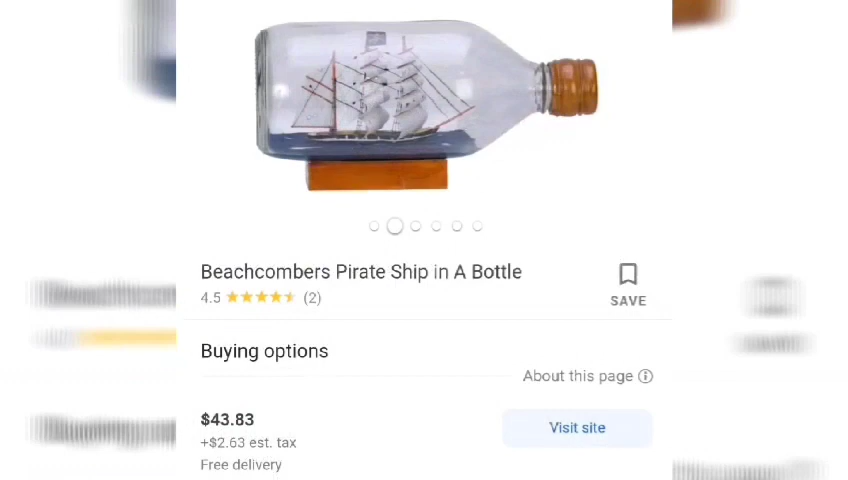 Beachcombers Pirate Ship in A Bottle
4.5 (2)
SAVE
Buying options
About this page
$43.83
+$2.63 est. tax
Visit site
Free delivery